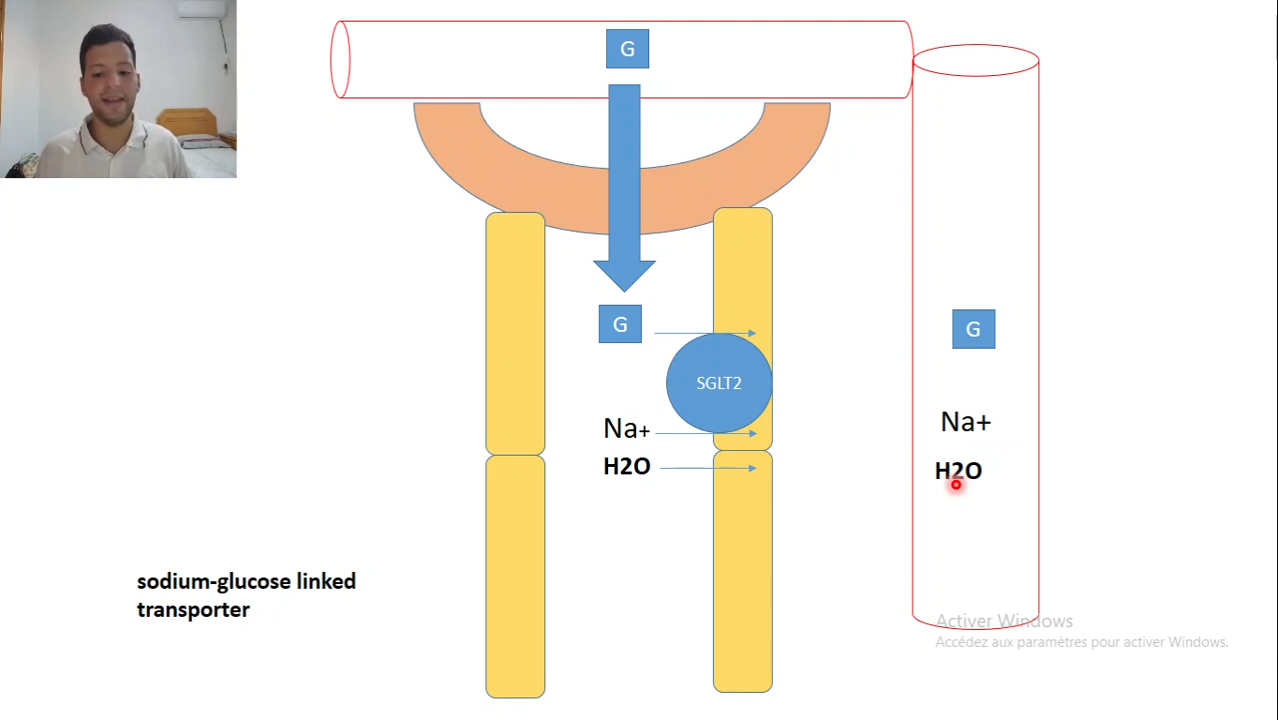 G
G
G
SGLT2
Na+
Na+
H2O
H2O
sodium-glucose linked
transporter
Activer Windows
Accédez aux paramètres pour activer Windows.